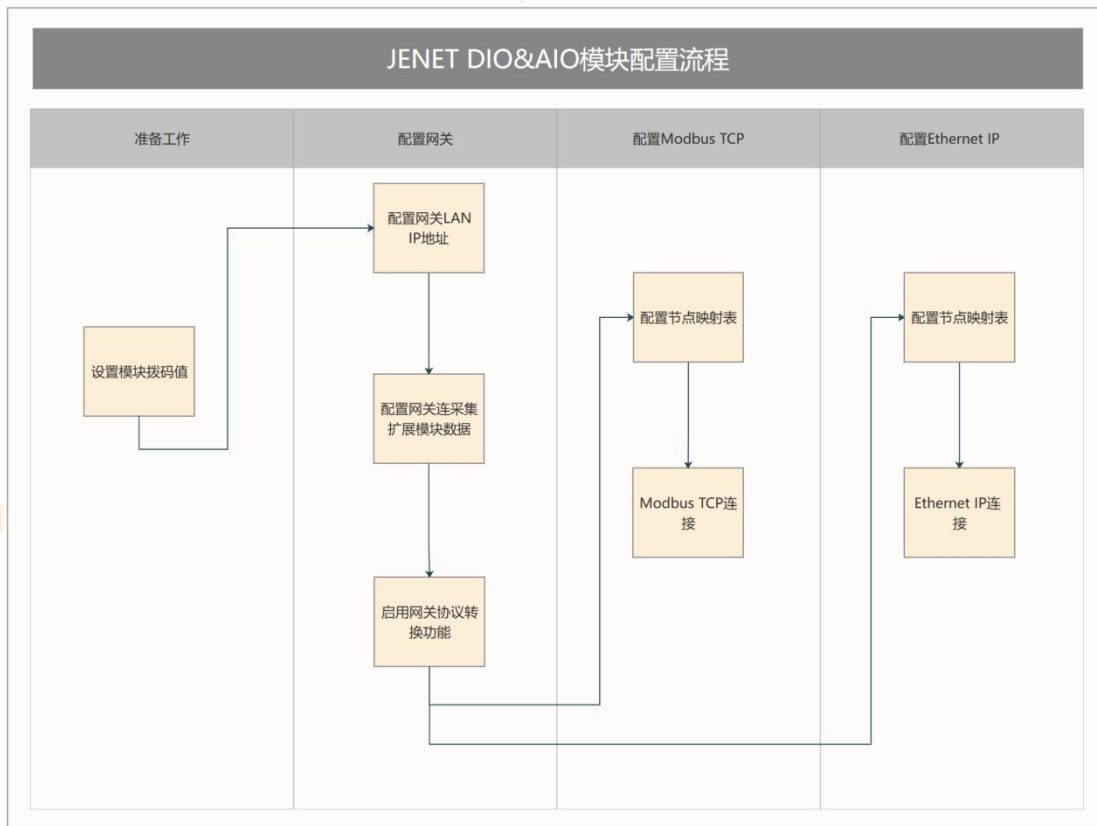 JENET DIO&AIO模块配置流程
准备工作
配置网关
配置Modbus TCP
配置Ethernet IP
设置模块拨码值
配置网关LAN
IP地址
配置网关连采集
扩展模块数据
启用网关协议转
换功能
配置节点映射表
Modbus TCP连
接
配置节点映射表
Ethernet IP连
接